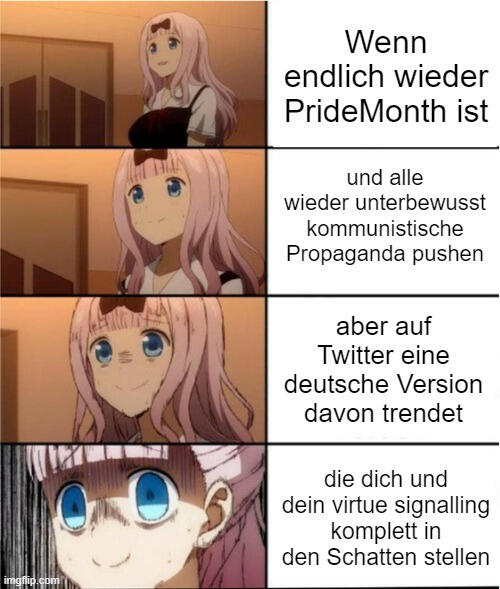 Wenn
endlich wieder
PrideMonth ist
und alle
wieder unterbewusst
kommunistische
Propaganda pushen
aber auf
Twitter eine
deutsche Version
davon trendet
die dich und
dein virtue signalling
komplett in
den Schatten stellen
imgflip.com